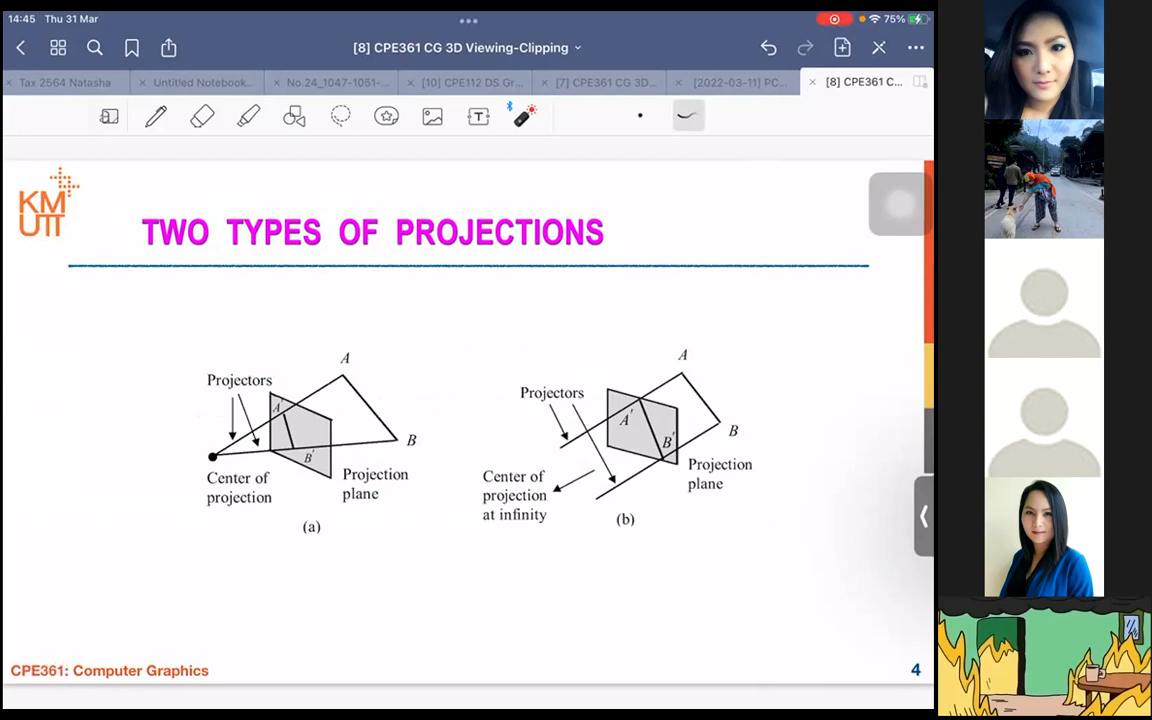 14:45 Thu 31 Mar
75%
[8] CPE361 CG 3D Viewing-Clipping
Tax 2564 Natasha
Untitled Notebook...
No.24_1047-1051-...
[10] CPE112 DS Gr...
[7] CPE361 CG 3D...
[2022-03-11] PC...
[8] CPE361 C...
T
KM
UTT
TWO TYPES OF PROJECTIONS
A
Projectors
A'
B
B'
Center of
projection
Projection
plane
(a)
A
Projectors
A'
B
B'
Projection
plane
Center of
projection
at infinity
(b)
CPE361: Computer Graphics
4